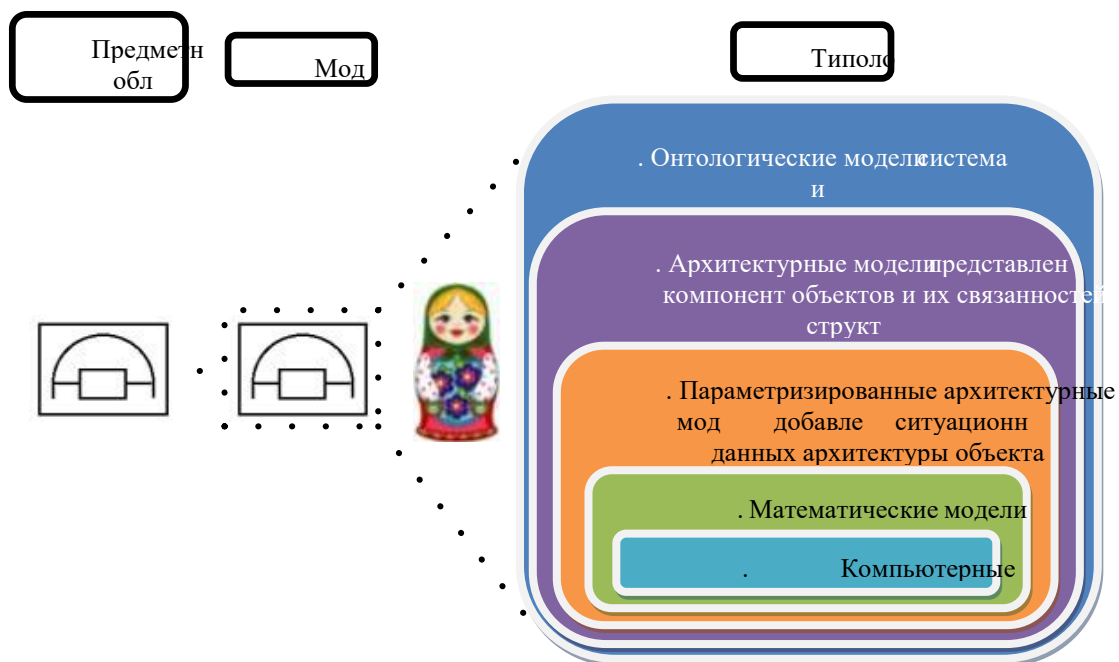 Предметн
обл
Мод
Типоло
. Онтологические модели система
и
. Архитектурные модели представлен
компонент объектов и их связанностей
структ
. Параметризированные архитектурные
мод добавле ситуационн
данных архитектуры объекта
. Математические модели
. Компьютерные